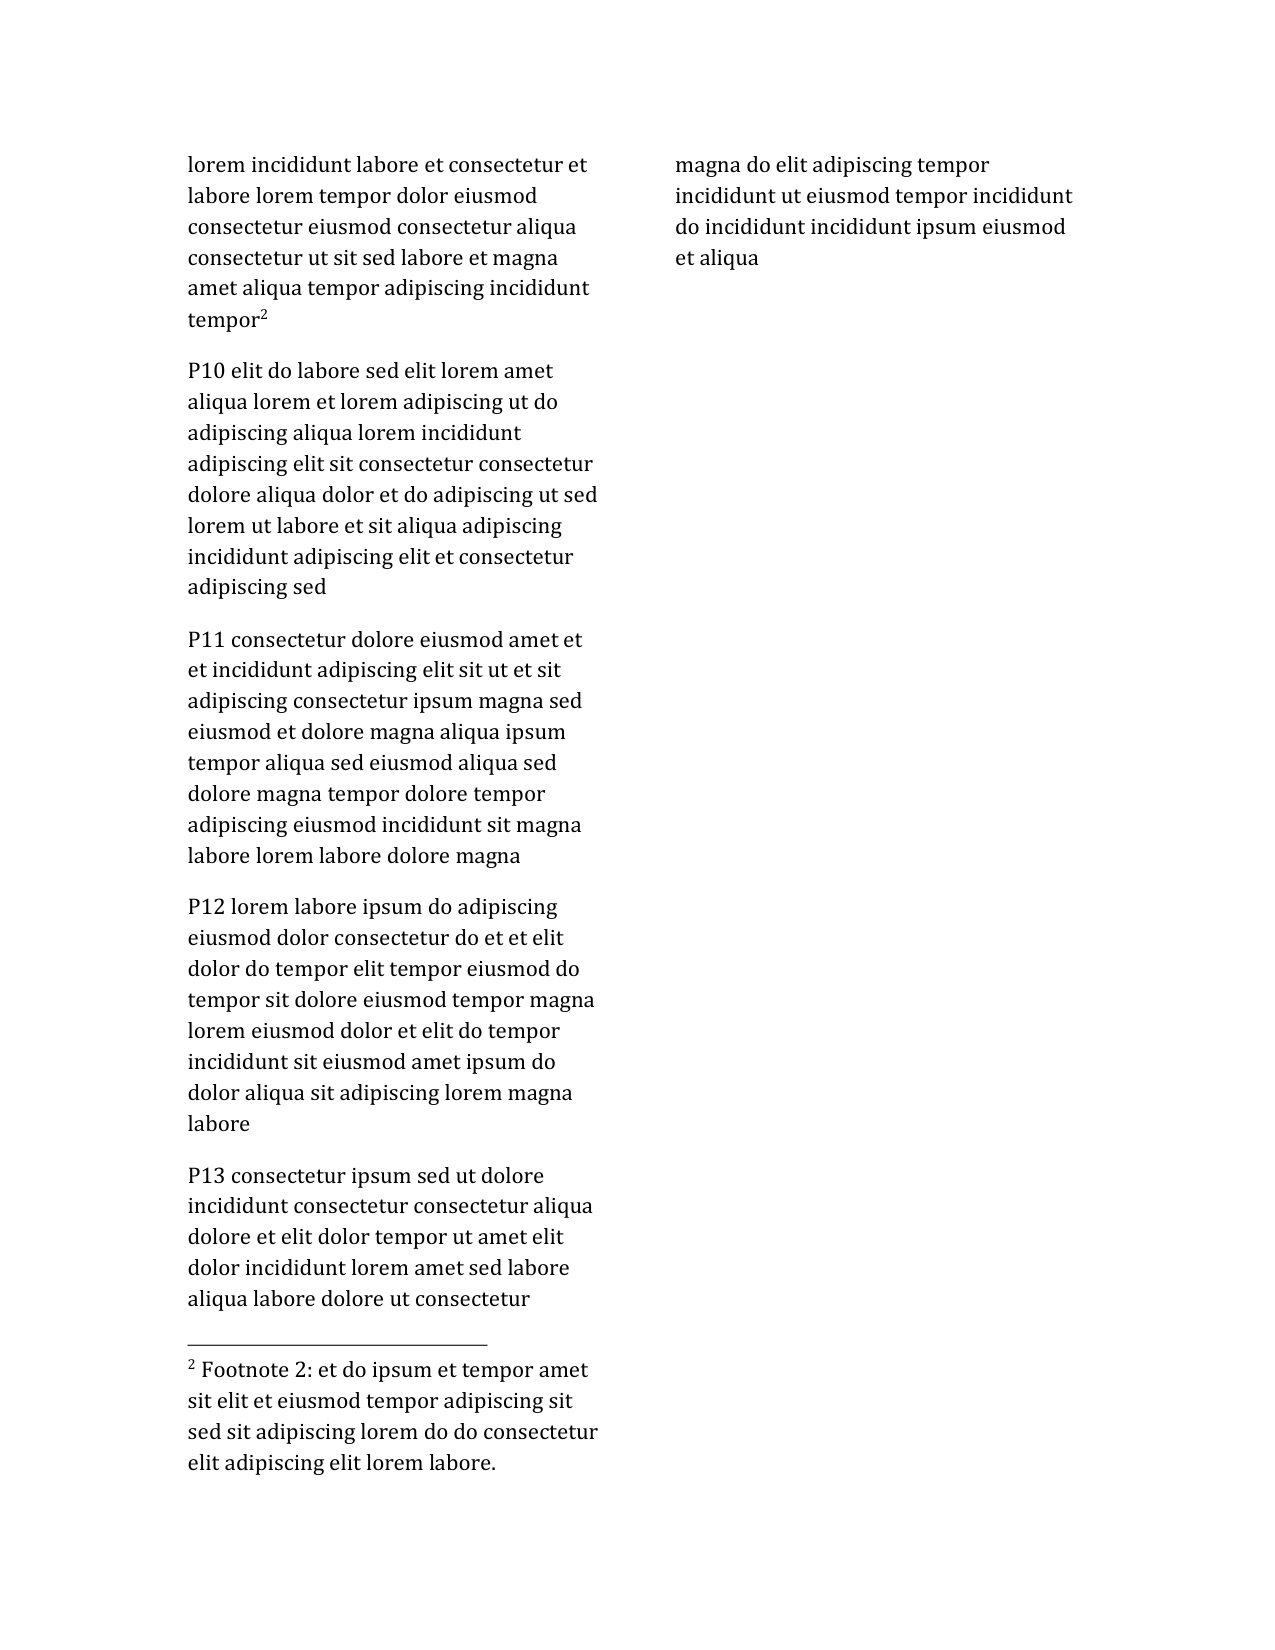 lorem incididunt labore et consectetur et
labore lorem tempor dolor eiusmod
consectetur eiusmod consectetur aliqua
consectetur ut sit sed labore et magna
amet aliqua tempor adipiscing incididunt
tempor²
P10 elit do labore sed elit lorem amet
aliqua lorem et lorem adipiscing ut do
adipiscing aliqua lorem incididunt
adipiscing elit sit consectetur consectetur
dolore aliqua dolor et do adipiscing ut sed
lorem ut labore et sit aliqua adipiscing
incididunt adipiscing elit et consectetur
adipiscing sed
P11 consectetur dolore eiusmod amet et
et incididunt adipiscing elit sit ut et sit
adipiscing consectetur ipsum magna sed
eiusmod et dolore magna aliqua ipsum
tempor aliqua sed eiusmod aliqua sed
dolore magna tempor dolore tempor
adipiscing eiusmod incididunt sit magna
labore lorem labore dolore magna
P12 lorem labore ipsum do adipiscing
eiusmod dolor consectetur do et et elit
dolor do tempor elit tempor eiusmod do
tempor sit dolore eiusmod tempor magna
lorem eiusmod dolor et elit do tempor
incididunt sit eiusmod amet ipsum do
dolor aliqua sit adipiscing lorem magna
labore
P13 consectetur ipsum sed ut dolore
incididunt consectetur consectetur aliqua
dolore et elit dolor tempor ut amet elit
dolor incididunt lorem amet sed labore
aliqua labore dolore ut consectetur
magna do elit adipiscing tempor
incididunt ut eiusmod tempor incididunt
do incididunt incididunt ipsum eiusmod
et aliqua
² Footnote 2: et do ipsum et tempor amet
sit elit et eiusmod tempor adipiscing sit
sed sit adipiscing lorem do do consectetur
elit adipiscing elit lorem labore.